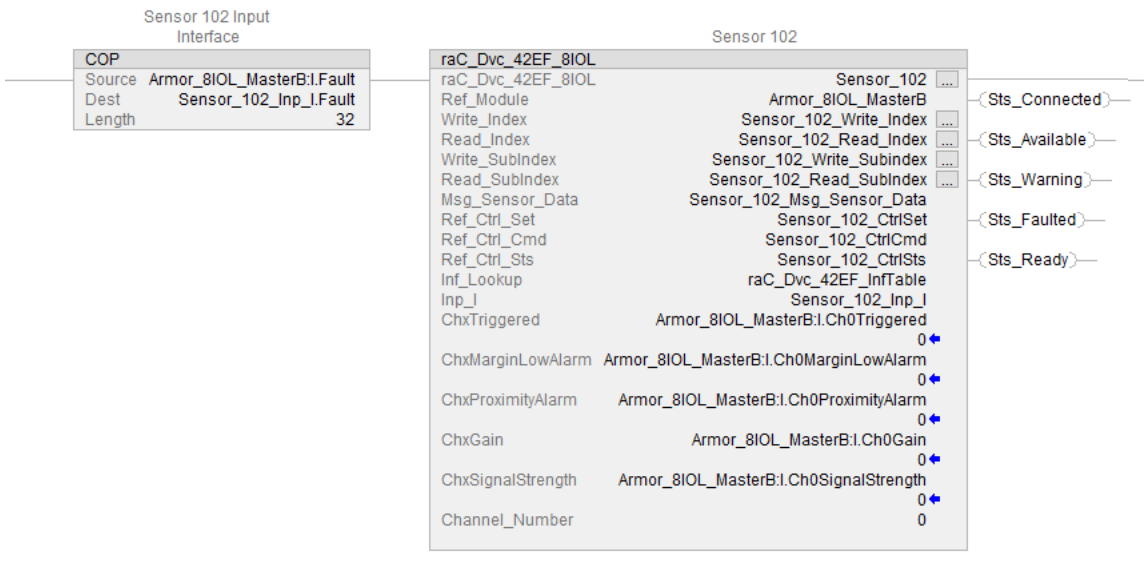 Sensor 102 Input
Interface
COP
Source Armor_8IOL_MasterB:I.Fault
Dest Sensor_102_Inp_I.Fault
Length 32
Sensor 102
raC_Dvc_42EF_8IOL
raC_Dvc_42EF_8IOL Sensor_102 ...
Ref_Module Armor_8IOL_MasterB Sts_Connected
Write_Index Sensor_102_Write_Index ...
Read_Index Sensor_102_Read_Index ... Sts_Available
Write_SubIndex Sensor_102_Write_Subindex ...
Read_SubIndex Sensor_102_Read_SubIndex ... Sts_Warning
Msg_Sensor_Data Sensor_102_Msg_Sensor_Data
Ref_Ctrl_Set Sensor_102_CtrlSet Sts_Faulted
Ref_Ctrl_Cmd Sensor_102_CtrlCmd
Ref_Ctrl_Sts Sensor_102_CtrlSts Sts_Ready
Inf_Lookup raC_Dvc_42EF_InfTable
Inp_I Sensor_102_Inp_I
ChxTriggered Armor_8IOL_MasterB:I.Ch0Triggered
0
ChxMarginLowAlarm Armor_8IOL_MasterB:I.Ch0MarginLowAlarm
0
ChxProximityAlarm Armor_8IOL_MasterB:I.Ch0ProximityAlarm
0
ChxGain Armor_8IOL_MasterB:I.Ch0Gain
0
ChxSignalStrength Armor_8IOL_MasterB:I.Ch0SignalStrength
0
Channel_Number 0